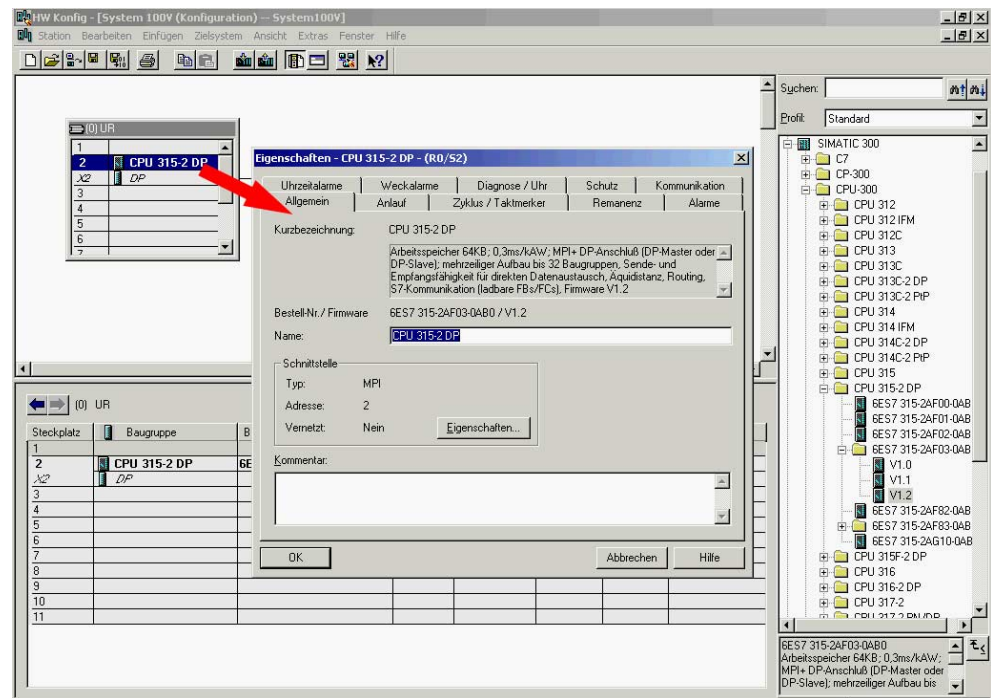 HW Konfig - [System 100V (Konfiguration) -- System100V]
Station Bearbeiten Einfügen Zielsystem Ansicht Extras Fenster Hilfe
(0) UR
1
2 CPU 315-2 DP
X2 DP
3
4
5
6
7
Eigenschaften - CPU 315-2 DP - (R0/S2)
Uhrzeitalarme Weckalarme Diagnose / Uhr Schutz Kommunikation
Allgemein Anlauf Zyklus / Taktmerker Remanenz Alarme
Kurzbezeichnung: CPU 315-2 DP
Arbeitsspeicher 64KB; 0,3ms/kAW; MPI+ DP-Anschluß (DP-Master oder
DP-Slave); mehrzeiliger Aufbau bis 32 Baugruppen, Sende- und
Empfangsfähigkeit für direkten Datenaustausch, Äquidistanz, Routing,
S7-Kommunikation (ladbare FBs/FCs), Firmware V1.2
Bestell-Nr./ Firmware 6ES7 315-2AF03-0AB0 / V1.2
Name: CPU 315-2 DP
Schnittstelle
Typ: MPI
Adresse: 2
Vernetzt: Nein Eigenschaften...
Kommentar:
OK Abbrechen Hilfe
(0) UR
Steckplatz Baugruppe B
1
2 CPU 315-2 DP 6E
X2 DP
3
4
5
6
7
8
9
10
11
Suchen:
Profil: Standard
SIMATIC 300
C7
CP-300
CPU-300
CPU 312
CPU 312 IFM
CPU 312C
CPU 313
CPU 313C
CPU 313C-2 DP
CPU 313C-2 PtP
CPU 314
CPU 314 IFM
CPU 314C-2 DP
CPU 314C-2 PtP
CPU 315
CPU 315-2 DP
6ES7 315-2AF00-0AB
6ES7 315-2AF01-0AB
6ES7 315-2AF02-0AB
6ES7 315-2AF03-0AB
V1.0
V1.1
V1.2
6ES7 315-2AF82-0AB
6ES7 315-2AF83-0AB
6ES7 315-2AG10-0AB
CPU 315F-2 DP
CPU 316
CPU 316-2 DP
CPU 317-2
CPU 317-2 PN/DP
6ES7 315-2AF03-0AB0
Arbeitsspeicher 64KB; 0,3ms/kAW;
MPI+ DP-Anschluß (DP-Master oder
DP-Slave); mehrzeiliger Aufbau bis